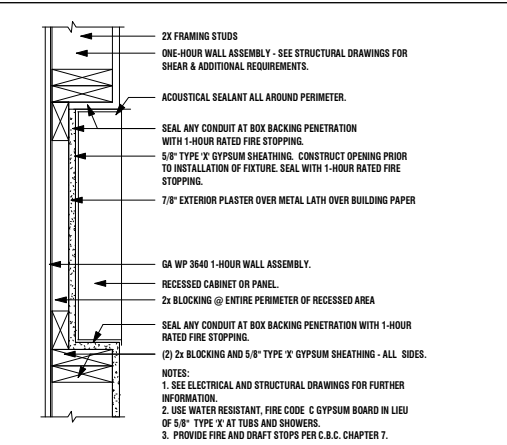 2X FRAMING STUDS
ONE-HOUR WALL ASSEMBLY - SEE STRUCTURAL DRAWINGS FOR
SHEAR & ADDITIONAL REQUIREMENTS.
ACOUSTICAL SEALANT ALL AROUND PERIMETER.
SEAL ANY CONDUIT AT BOX BACKING PENETRATION
WITH 1-HOUR RATED FIRE STOPPING.
5/8" TYPE 'X' GYPSUM SHEATHING. CONSTRUCT OPENING PRIOR
TO INSTALLATION OF FIXTURE. SEAL WITH 1-HOUR RATED FIRE
STOPPING.
7/8" EXTERIOR PLASTER OVER METAL LATH OVER BUILDING PAPER
GA WP 3640 1-HOUR WALL ASSEMBLY.
RECESSED CABINET OR PANEL.
2x BLOCKING @ ENTIRE PERIMETER OF RECESSED AREA
SEAL ANY CONDUIT AT BOX BACKING PENETRATION WITH 1-HOUR
RATED FIRE STOPPING.
(2) 2x BLOCKING AND 5/8" TYPE 'X' GYPSUM SHEATHING - ALL SIDES.
NOTES:
1. SEE ELECTRICAL AND STRUCTURAL DRAWINGS FOR FURTHER
INFORMATION.
2. USE WATER RESISTANT, FIRE CODE C GYPSUM BOARD IN LIEU
OF 5/8" TYPE 'X' AT TUBS AND SHOWERS.
3. PROVIDE FIRE AND DRAFT STOPS PER C.B.C. CHAPTER 7.